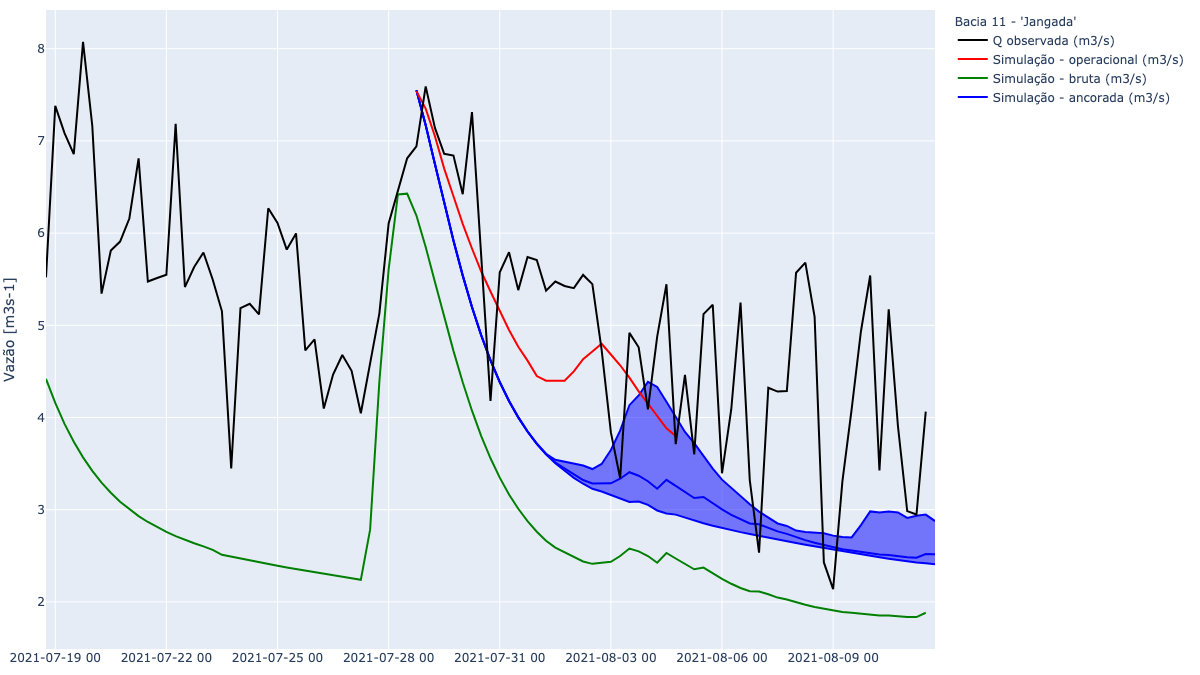 Bacia 11 - 'Jangada'
Q observada (m3/s)
Simulação - operacional (m3/s)
Simulação - bruta (m3/s)
Simulação - ancorada (m3/s)
Vazão [m3s-1]
8
7
6
5
4
3
2
2021-07-19 00
2021-07-22 00
2021-07-25 00
2021-07-28 00
2021-07-31 00
2021-08-03 00
2021-08-06 00
2021-08-09 00